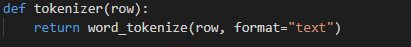 def tokenizer(row):
    return word_tokenize(row, format="text")